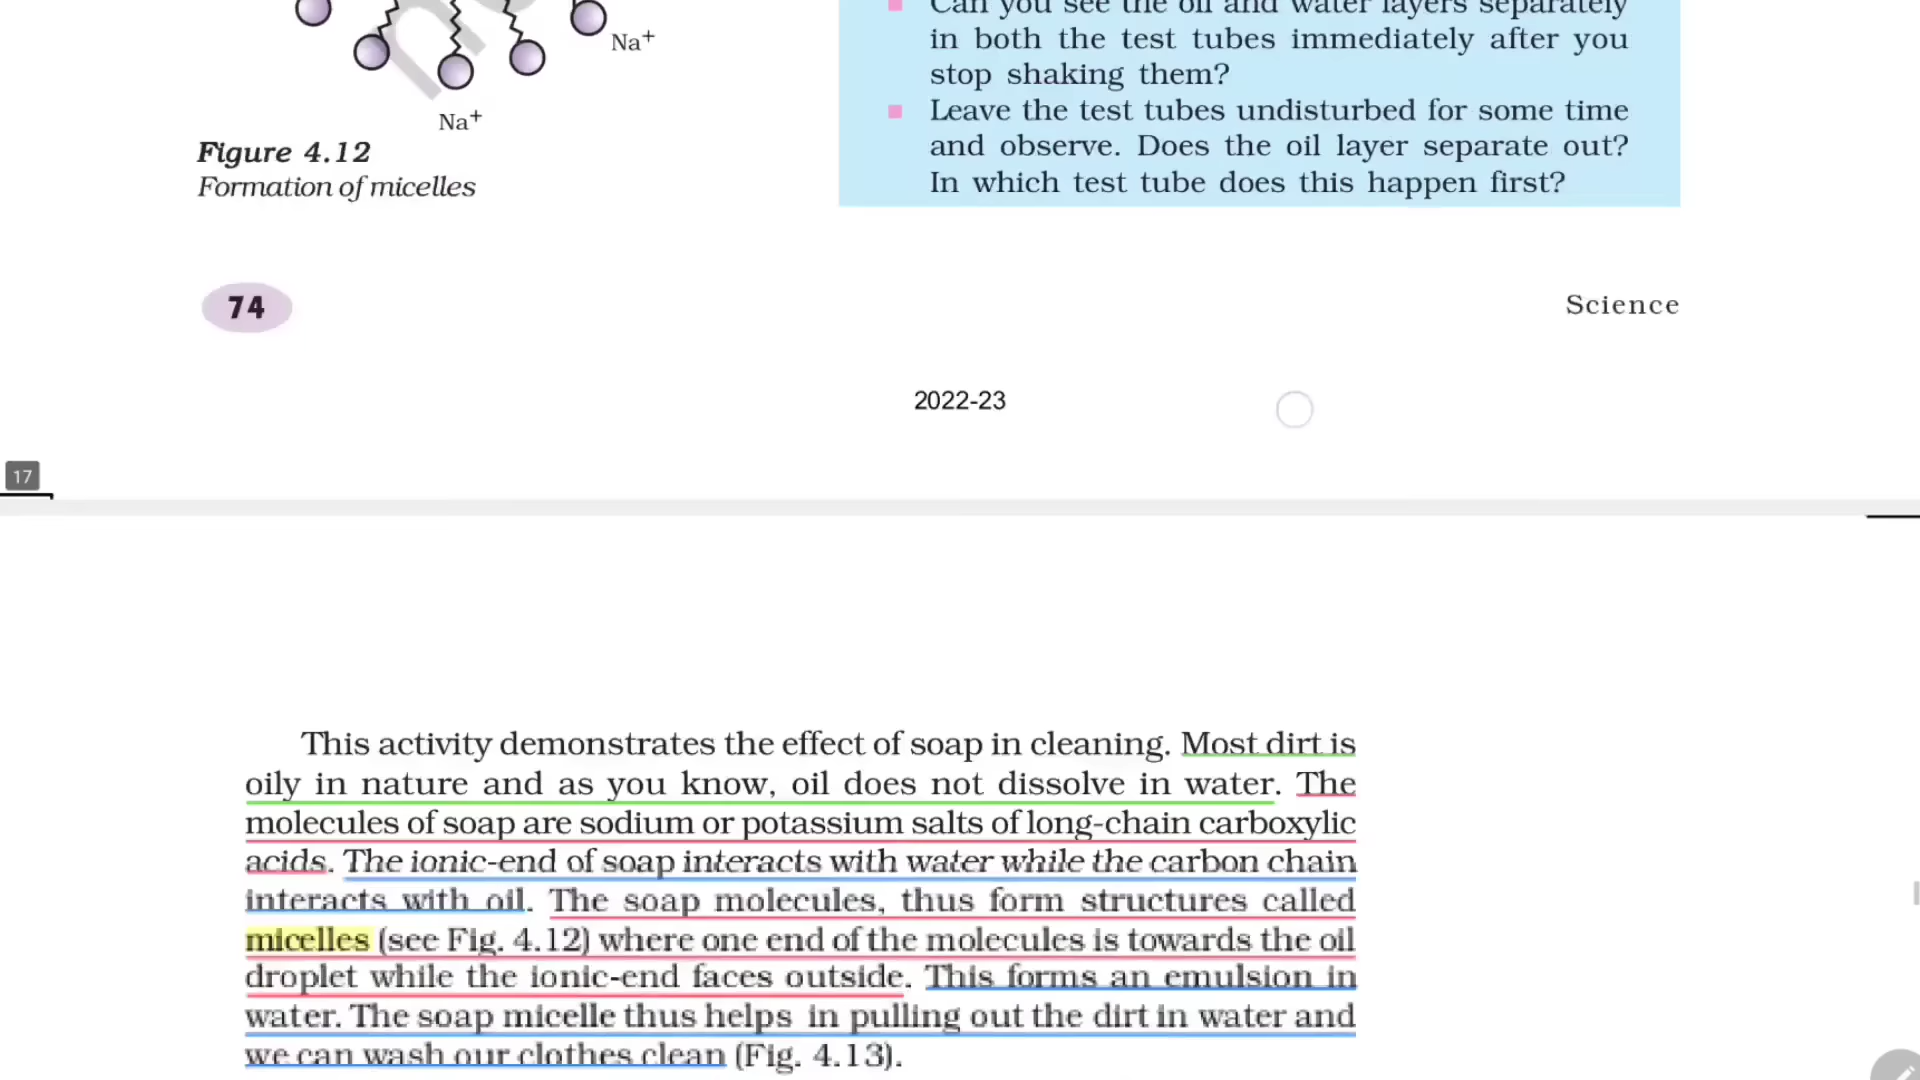 Can you see the oil and water layers separately
in both the test tubes immediately after you
stop shaking them?
Leave the test tubes undisturbed for some time
and observe. Does the oil layer separate out?
In which test tube does this happen first?
Na+
Na+
Figure 4.12
Formation of micelles
74
Science
2022-23
17
This activity demonstrates the effect of soap in cleaning. Most dirt is
oily in nature and as you know, oil does not dissolve in water. The
molecules of soap are sodium or potassium salts of long-chain carboxylic
acids. The ionic-end of soap interacts with water while the carbon chain
interacts with oil. The soap molecules, thus form structures called
micelles (see Fig. 4.12) where one end of the molecules is towards the oil
droplet while the ionic-end faces outside. This forms an emulsion in
water. The soap micelle thus helps in pulling out the dirt in water and
we can wash our clothes clean (Fig. 4.13).